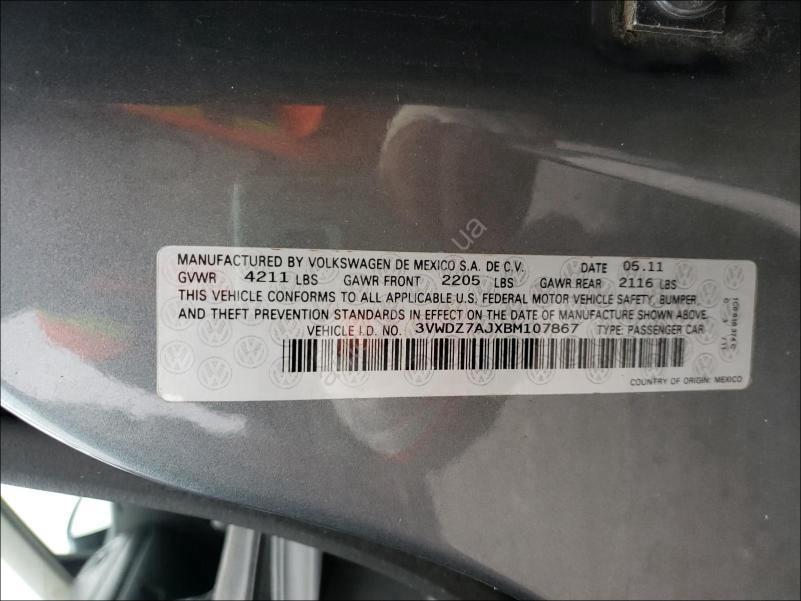 MANUFACTURED BY VOLKSWAGEN DE MEXICO S.A. DE C.V. DATE 05.11
GVWR 4211 LBS GAWR FRONT 2205 LBS GAWR REAR 2116 LBS
THIS VEHICLE CONFORMS TO ALL APPLICABLE U.S. FEDERAL MOTOR VEHICLE SAFETY, BUMPER,
AND THEFT PREVENTION STANDARDS IN EFFECT ON THE DATE OF MANUFACTURE SHOWN ABOVE.
VEHICLE I.D. NO. 3VWDZ7AJXBM107867 TYPE: PASSENGER CAR
COUNTRY OF ORIGIN: MEXICO